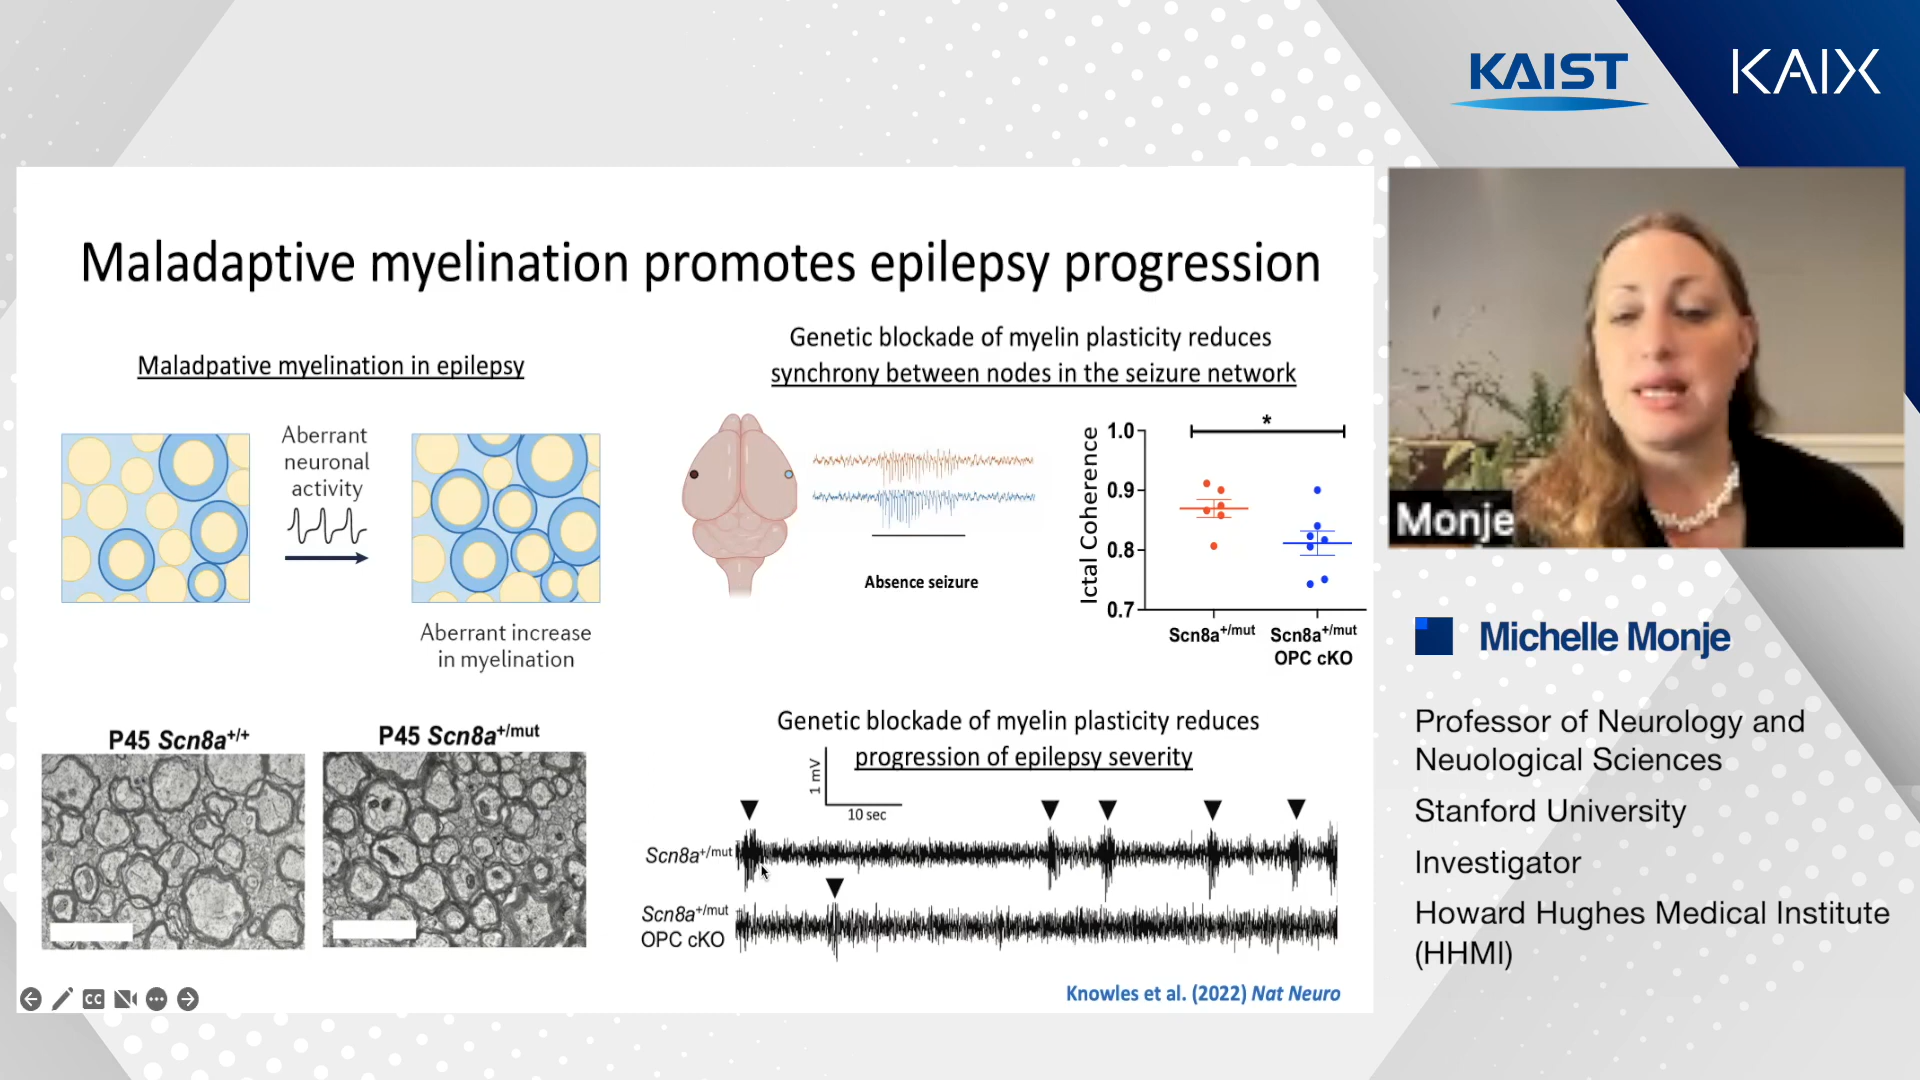 KAIST
KAIX
Maladaptive myelination promotes epilepsy progression
Maladpative myelination in epilepsy
Aberrant
neuronal
activity
Aberrant increase
in myelination
P45 Scn8a+/+
P45 Scn8a+/mut
Genetic blockade of myelin plasticity reduces
synchrony between nodes in the seizure network
Absence seizure
Ictal Coherence
1.0
0.9
0.8
0.7
*
Scn8a+/mut
Scn8a+/mut
OPC cKO
Genetic blockade of myelin plasticity reduces
progression of epilepsy severity
1 mV
10 sec
Scn8a+/mut
Scn8a+/mut
OPC cKO
Knowles et al. (2022) Nat Neuro
CC
Monje
Michelle Monje
Professor of Neurology and
Neuological Sciences
Stanford University
Investigator
Howard Hughes Medical Institute
(HHMI)